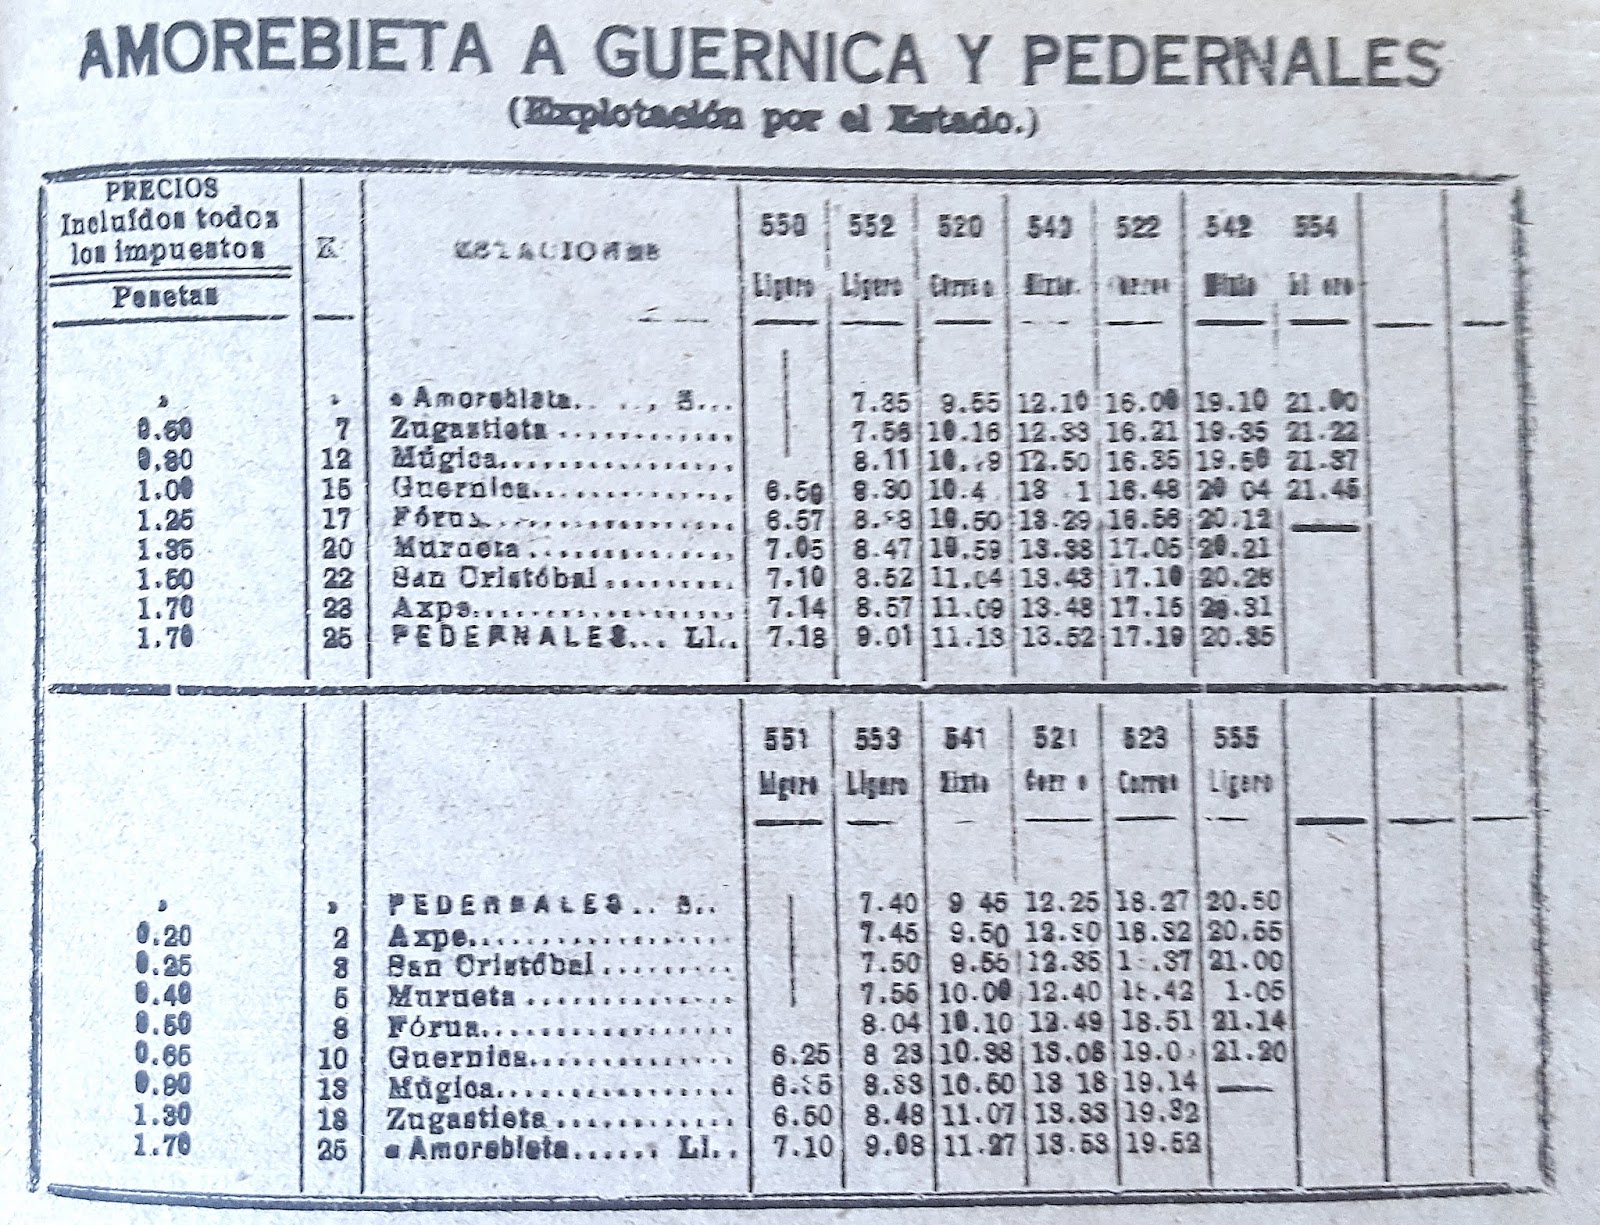 AMOREBIETA A GUERNICA Y PEDERNALES
(Explotación por el Estado.)
PRECIOS
Incluídos todos
los impuestos
Pesetas
K
ESTACIONES
550 552 520 540 522 542 554
Ligero Ligero Correo Mixto Correo Mixto
Amorebieta.. .., S... 7.35 9.55 12.10 16.00 19.10 21.00
0.60 7 Zugastieta ............. 7.56 10.16 12.33 16.21 19.35 21.22
0.80 12 Múgica................ 8.11 12.50 16.35 19.50 21.37
1.00 15 Guernica.............. 6.50 8.30 16.48 20 04 21.45
1.25 17 Fórua................. 6.57 10.50 13.29 16.56 20.12
1.35 20 Murueta .............. 7.05 8.47 10.59 13.38 17.05 20.21
1.60 22 San Cristóbal ......... 7.10 8.52 11.04 13.43 17.10 20.26
1.70 23 Axpe.................. 7.14 8.57 11.09 13.48 17.15 20.31
1.70 25 PEDERNALES... Ll.. 7.18 9.01 11.13 13.52 17.19 20.35
551 553 541 521 523 555
Ligero Ligero Mixto Correo Ligero
PEDERNALES.. S.. 7.40 9 45 12.25 18.27 20.50
0.20 2 Axpe.................. 7.45 9.50 12.30 18.32 20.55
0.25 3 San Cristóbal ......... 7.50 9.55 12.35 21.00
0.40 5 Murueta .............. 7.55 10.00 12.40 18.42 1.05
0.50 8 Fórua................. 8.04 10.10 12.49 18.51 21.14
0.65 10 Guernica.............. 6.25 8 23 10.38 13.08 21.20
13 Múgica................ 8.33 10.50 13 18 19.14
1.30 18 Zugastieta ............. 6.50 8.48 11.07 13.33 19.32
1.70 25 Amorebieta...... Ll.. 7.10 9.08 11.27 13.53 19.52